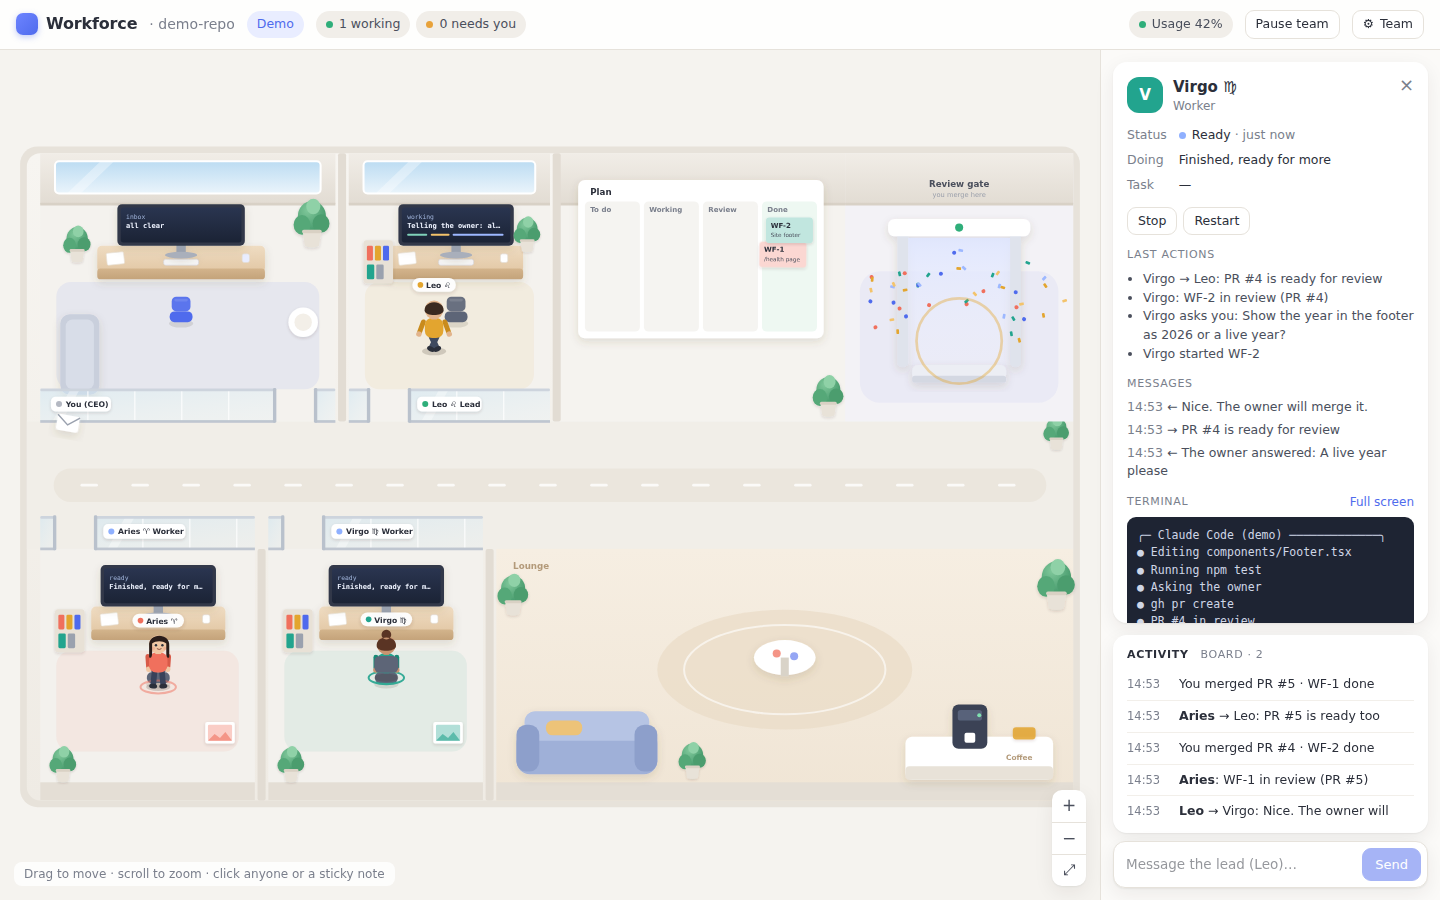 Workforce · demo-repo Demo 1 working 0 needs you Usage 42% Pause team ⚙ Team
Plan
To do Working Review Done
WF-2
Site footer
WF-1
/health page
Review gate
you merge here
inbox
all clear
working
Telling the owner: al…
Leo ♌
You (CEO)
Leo ♌ Lead
Aries ♈ Worker
Virgo ♍ Worker
ready
Finished, ready for m…
Aries ♈
ready
Finished, ready for m…
Virgo ♍
Lounge
Coffee
+
−
Drag to move · scroll to zoom · click anyone or a sticky note
V
Virgo ♍
Worker
×
Status Ready · just now
Doing Finished, ready for more
Task —
Stop Restart
LAST ACTIONS
• Virgo → Leo: PR #4 is ready for review
• Virgo: WF-2 in review (PR #4)
• Virgo asks you: Show the year in the footer
as 2026 or a live year?
• Virgo started WF-2
MESSAGES
14:53 ← Nice. The owner will merge it.
14:53 → PR #4 is ready for review
14:53 ← The owner answered: A live year
please
TERMINAL Full screen
╭─ Claude Code (demo) ─────────────╮
● Editing components/Footer.tsx
● Running npm test
● Asking the owner
● gh pr create
● PR #4 in review
ACTIVITY BOARD · 2
14:53 You merged PR #5 · WF-1 done
14:53 Aries → Leo: PR #5 is ready too
14:53 You merged PR #4 · WF-2 done
14:53 Aries: WF-1 in review (PR #5)
14:53 Leo → Virgo: Nice. The owner will
Message the lead (Leo)… Send